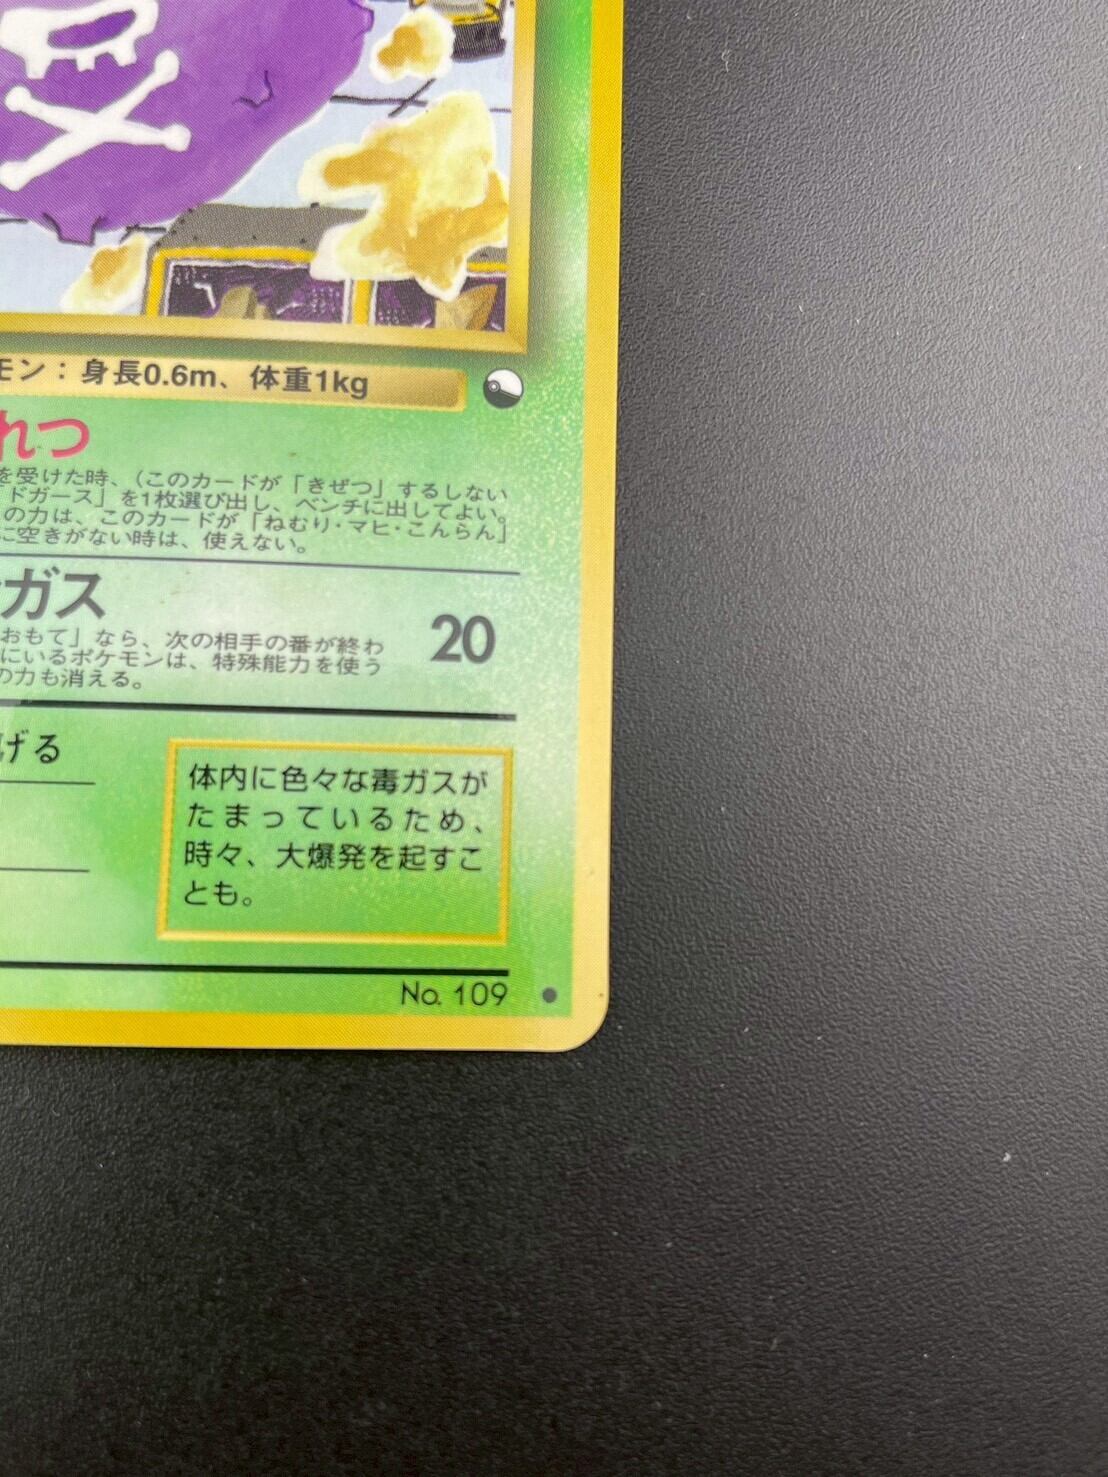 モン：身長0.6m、体重1kg
れつ
を受けた時、（このカードが「きぜつ」するしない
「ドガース」を1枚選び出し、ベンチに出してよい。
の力は、このカードが「ねむり・マヒ・こんらん」
に空きがない時は、使えない。
ガス
20
おもて」なら、次の相手の番が終わ
にいるポケモンは、特殊能力を使う
の力も消える。
げる
体内に色々な毒ガスが
たまっているため、
時々、大爆発を起すこ
とも。
No. 109